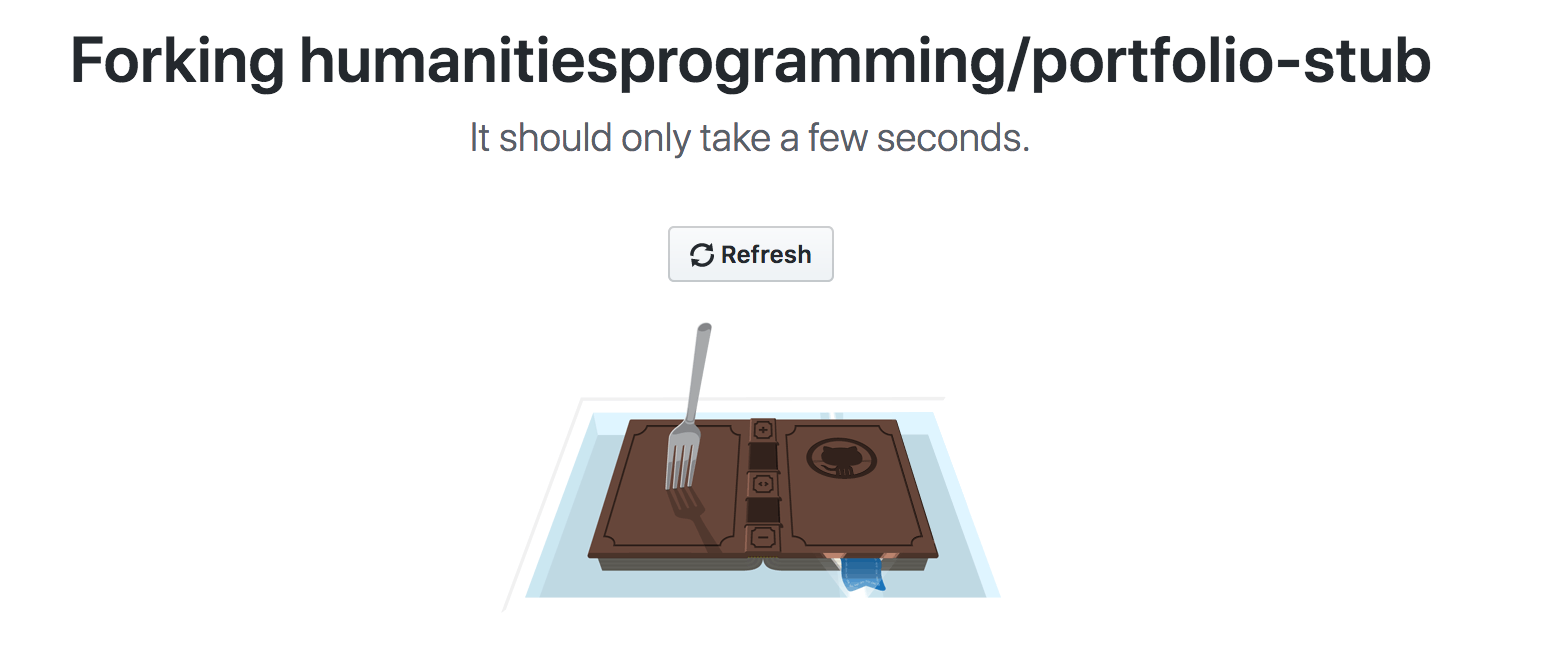 Forking humanitiesprogramming/portfolio-stub
It should only take a few seconds.
Refresh